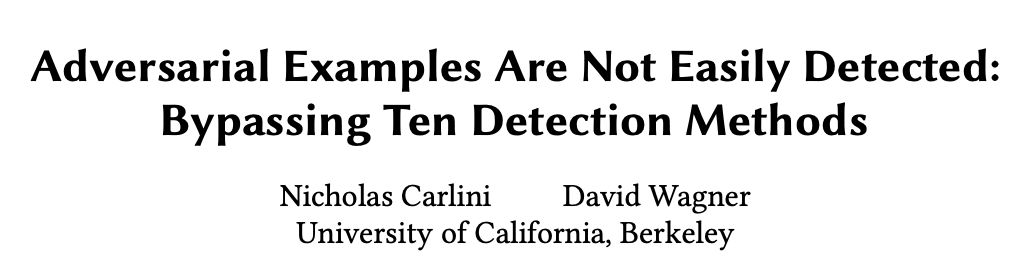 Adversarial Examples Are Not Easily Detected:
Bypassing Ten Detection Methods
Nicholas Carlini David Wagner
University of California, Berkeley